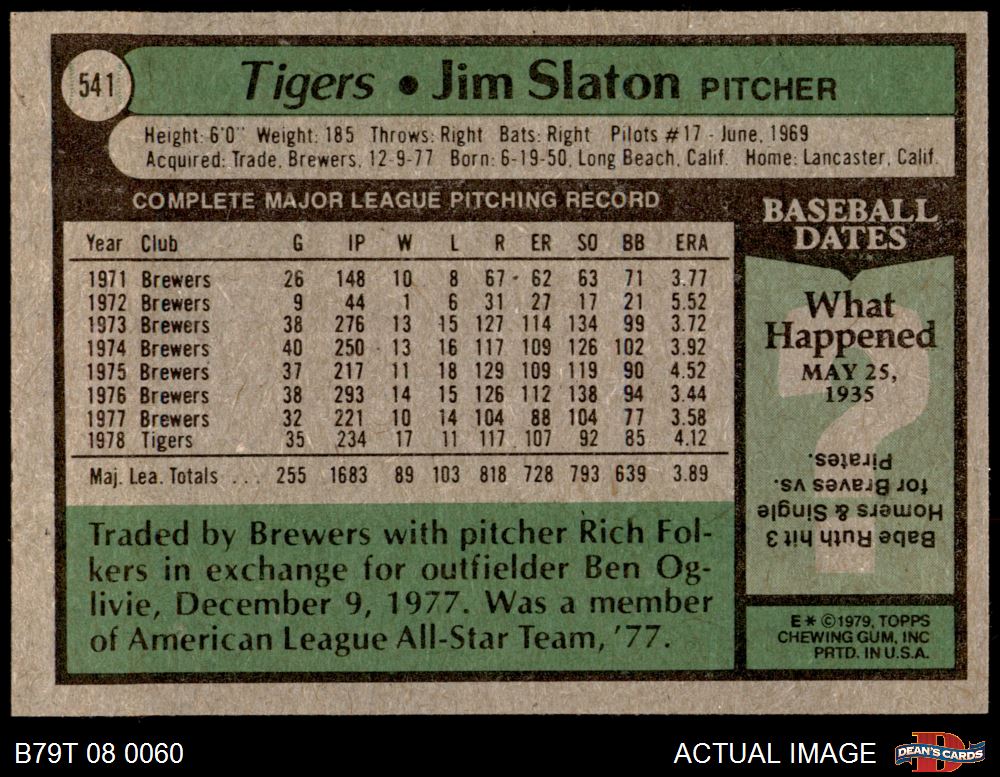 541
Tigers • Jim Slaton PITCHER
Height: 6'0" Weight: 185 Throws: Right Bats: Right Pilots #17 - June, 1969
Acquired: Trade, Brewers, 12-9-77 Born: 6-19-50, Long Beach, Calif. Home: Lancaster, Calif.
COMPLETE MAJOR LEAGUE PITCHING RECORD
Year Club G IP W L R ER SO BB ERA
1971 Brewers 26 148 10 8 67 62 63 71 3.77
1972 Brewers 9 44 1 6 31 27 17 21 5.52
1973 Brewers 38 276 13 15 127 114 134 99 3.72
1974 Brewers 40 250 13 16 117 109 126 102 3.92
1975 Brewers 37 217 11 18 129 109 119 90 4.52
1976 Brewers 38 293 14 15 126 112 138 94 3.44
1977 Brewers 32 221 10 14 104 88 104 77 3.58
1978 Tigers 35 234 17 11 117 107 92 85 4.12
Maj. Lea. Totals ... 255 1683 89 103 818 728 793 639 3.89
Traded by Brewers with pitcher Rich Fol-
kers in exchange for outfielder Ben Og-
livie, December 9, 1977. Was a member
of American League All-Star Team, '77.
BASEBALL
DATES
What
Happened
MAY 25,
1935
?
Babe Ruth hit 3
Homers & Single
for Braves vs.
Pirates.
E* ©1979, TOPPS
CHEWING GUM, INC
PRTD. IN U.S.A.
B79T 08 0060
ACTUAL IMAGE
D
DEAN'S CARDS